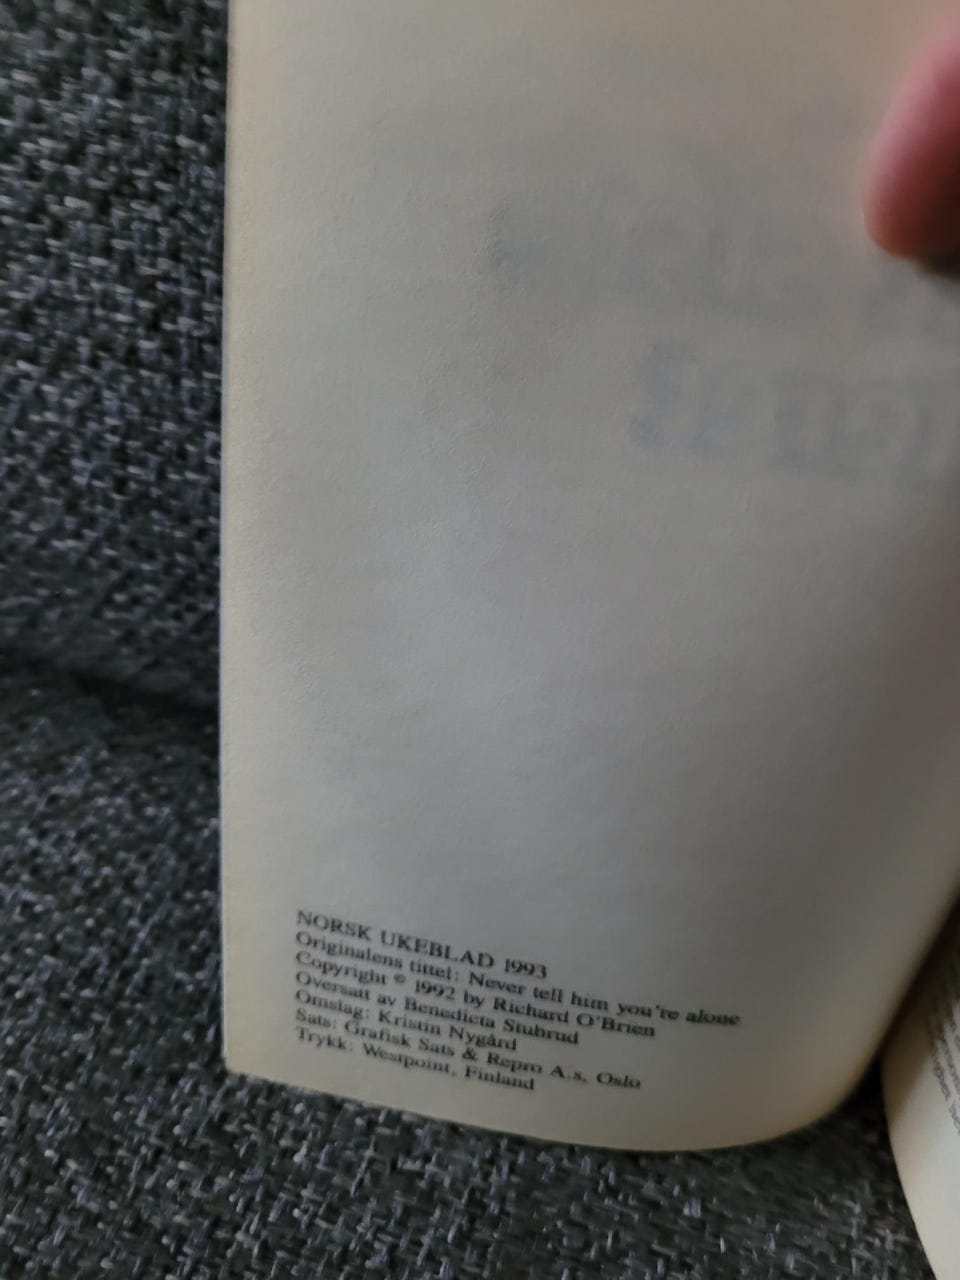 NORSK UKEBLAD 1993
Originalens tittel: Never tell him you're alone
Copyright © 1992 by Richard O'Brien
Oversatt av Benedicta Stubrud
Omslag: Kristin Nygård
Sats: Grafisk Sats & Repro A.s, Oslo
Trykk: Westpoint, Finland